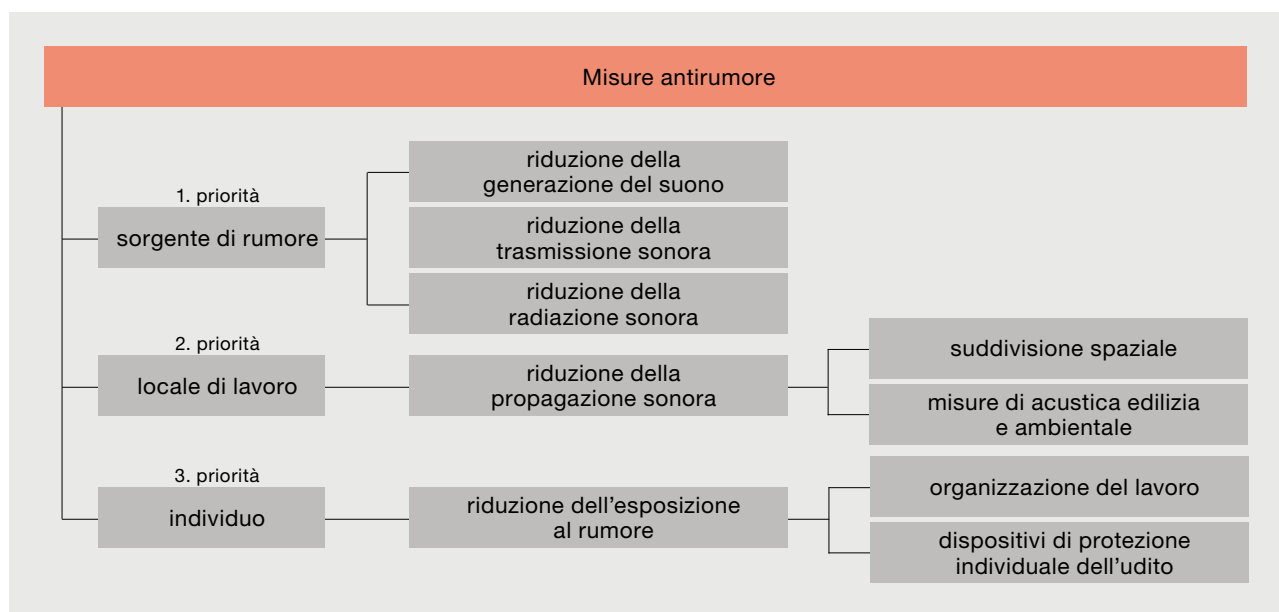 Misure antirumore
1. priorità
sorgente di rumore
riduzione della
generazione del suono
riduzione della
trasmissione sonora
riduzione della
radiazione sonora
2. priorità
locale di lavoro
riduzione della
propagazione sonora
suddivisione spaziale
misure di acustica edilizia
e ambientale
3. priorità
individuo
riduzione dell’esposizione
al rumore
organizzazione del lavoro
dispositivi di protezione
individuale dell’udito